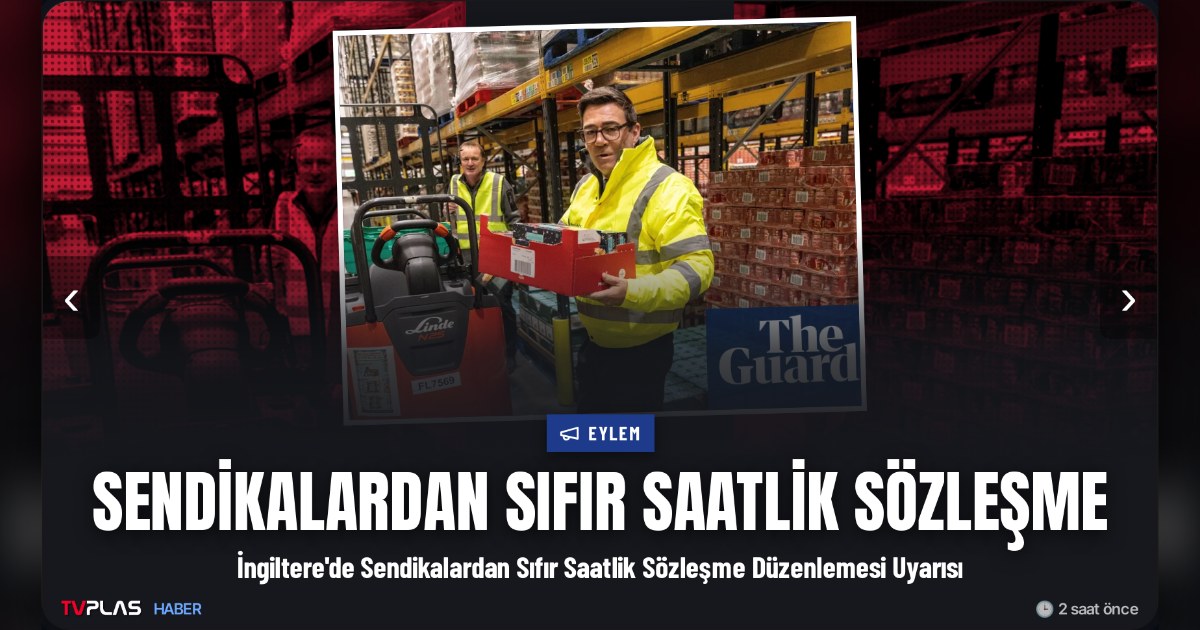 Linde
FL7569
The
Guard
EYLEM
SENDİKALARDAN SIFIR SAATLİK SÖZLEŞME
İngiltere'de Sendikalardan Sıfır Saatlik Sözleşme Düzenlemesi Uyarısı
TVPLAS HABER
2 saat önce